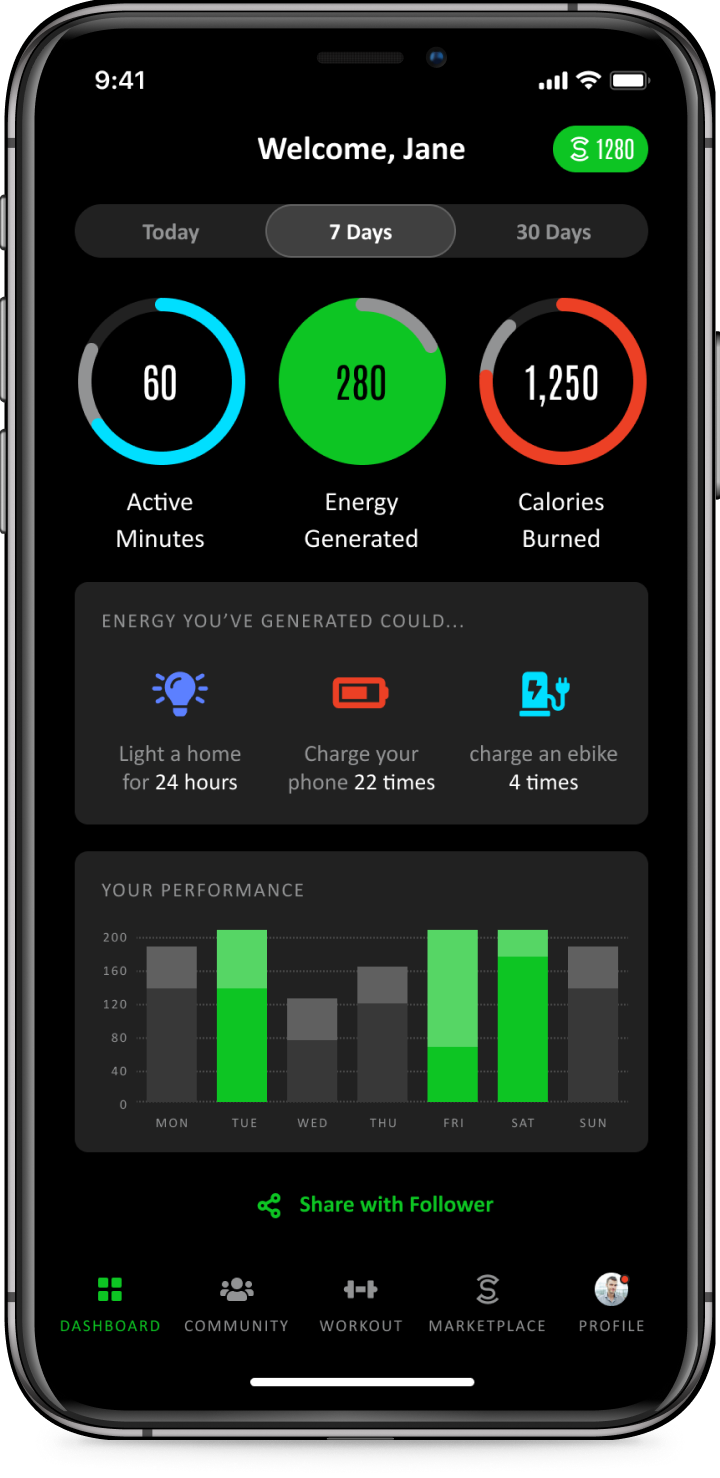 9:41
Welcome, Jane
1280
Today 7 Days 30 Days
60 280 1,250
Active Energy Calories
Minutes Generated Burned
ENERGY YOU’VE GENERATED COULD...
Light a home Charge your charge an ebike
for 24 hours phone 22 times 4 times
YOUR PERFORMANCE
200
160
120
80
40
0
MON TUE WED THU FRI SAT SUN
Share with Follower
DASHBOARD COMMUNITY WORKOUT MARKETPLACE PROFILE